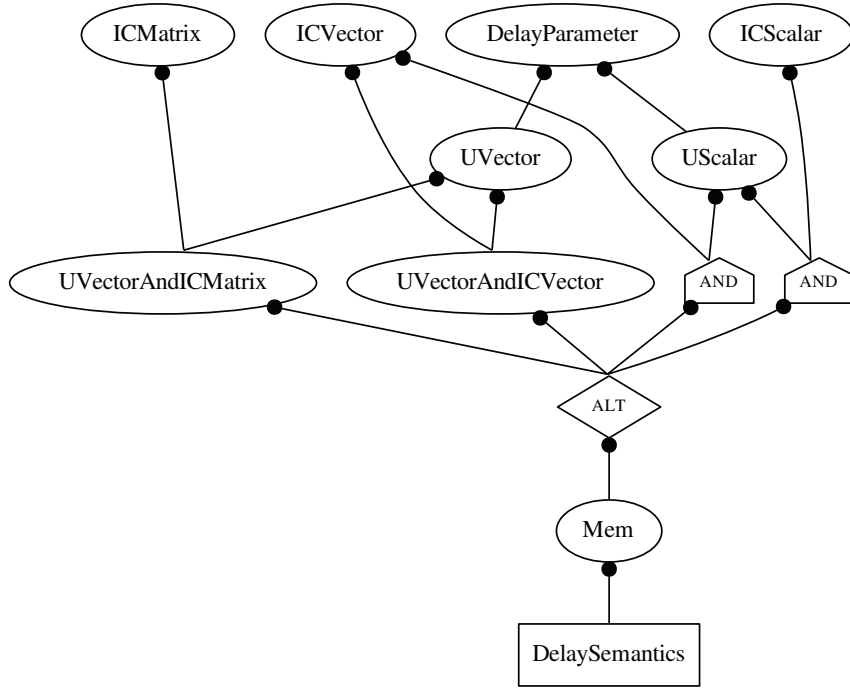 ICMatrix
ICVector
DelayParameter
ICScalar
UVector
UScalar
UVectorAndICMatrix
UVectorAndICVector
AND
AND
ALT
Mem
DelaySemantics